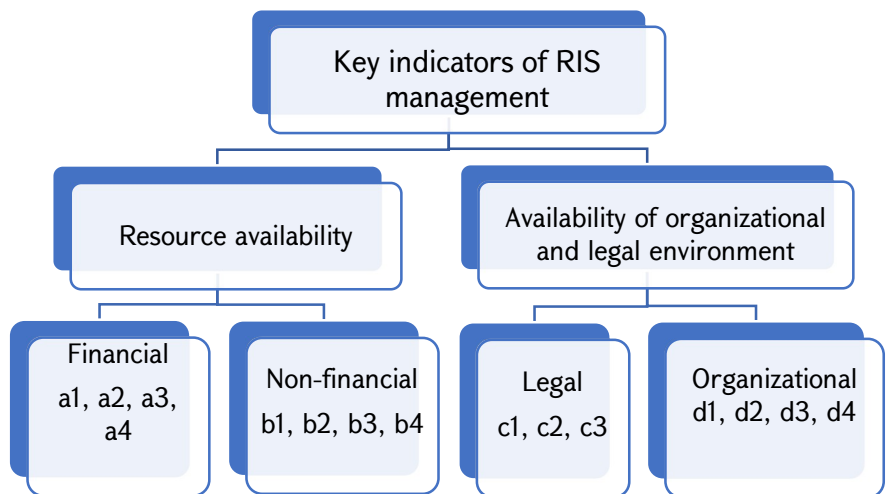 Key indicators of RIS
management
Resource availability
Availability of organizational
and legal environment
Financial
a1, a2, a3,
a4
Non-financial
b1, b2, b3, b4
Legal
c1, c2, c3
Organizational
d1, d2, d3, d4